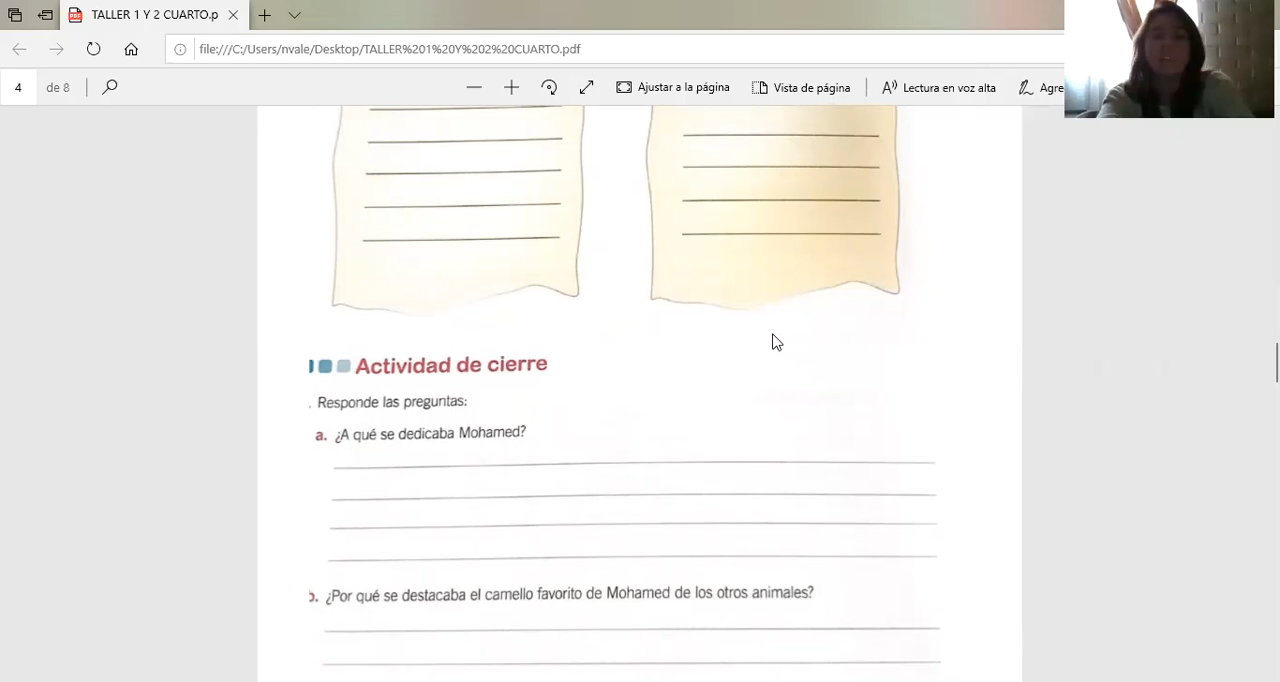 TALLER 1 Y 2 CUARTO.p
file:///C:/Users/nvale/Desktop/TALLER%201%20Y%202%20CUARTO.pdf
4 de 8 Ajustar a la página Vista de página Lectura en voz alta Agre
Actividad de cierre
. Responde las preguntas:
a. ¿A qué se dedicaba Mohamed?
b. ¿Por qué se destacaba el camello favorito de Mohamed de los otros animales?